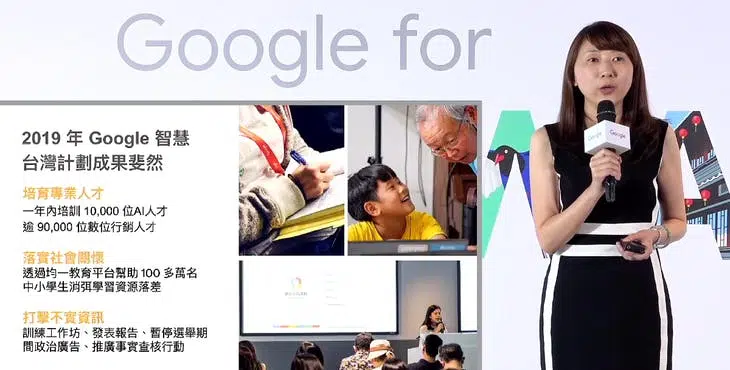 Google for
2019 年 Google 智慧
台灣計劃成果斐然
培育專業人才
一年內培訓 10,000 位AI人才
逾 90,000 位數位行銷人才
落實社會關懷
透過均一教育平台幫助 100 多萬名
中小學生消弭學習資源落差
打擊不實資訊
訓練工作坊、發表報告、暫停選舉期
間政治廣告、推廣事實查核行動
Google Google